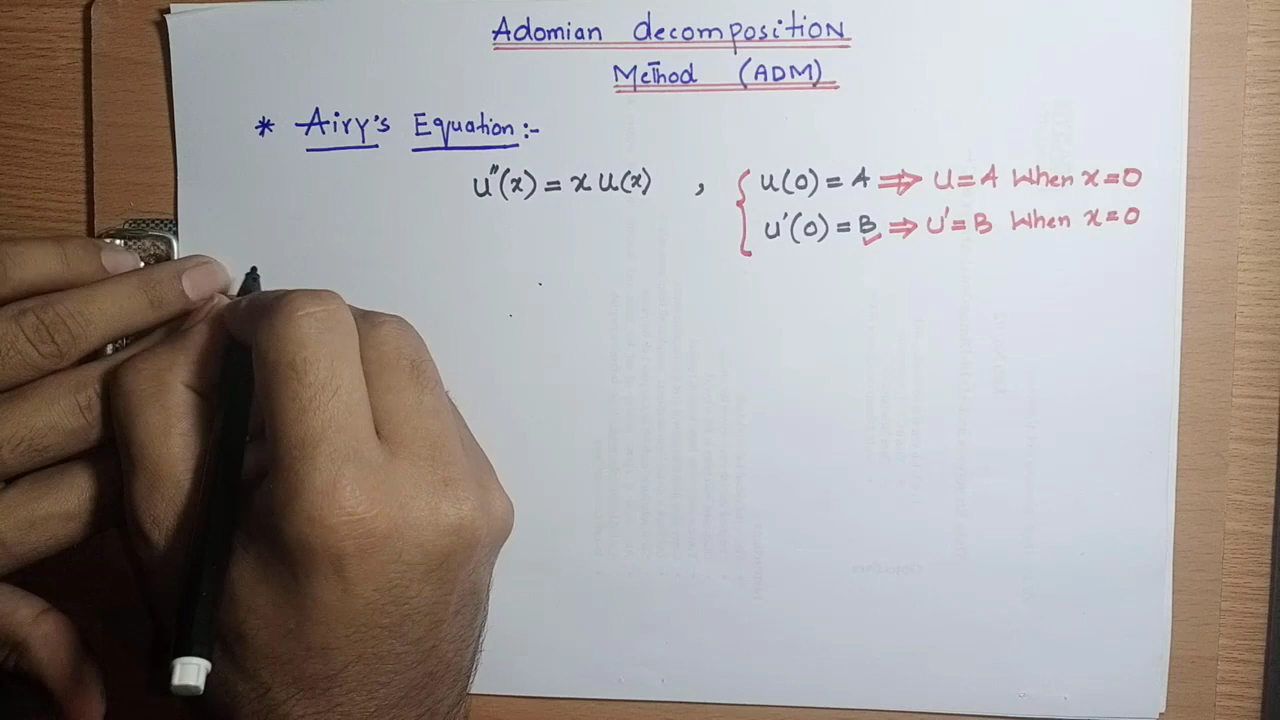 Adomian decomposition
Method (ADM)
* Airy's Equation:-
u"(x) = x u(x) , { u(0) = A ⇒ u = A When x=0
u'(0) = B ⇒ u' = B When x=0